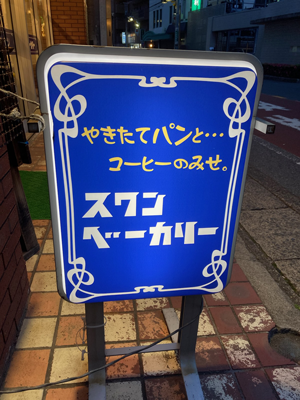 やきたてパンと…
コーヒーのみせ。
スワン
ベーカリー